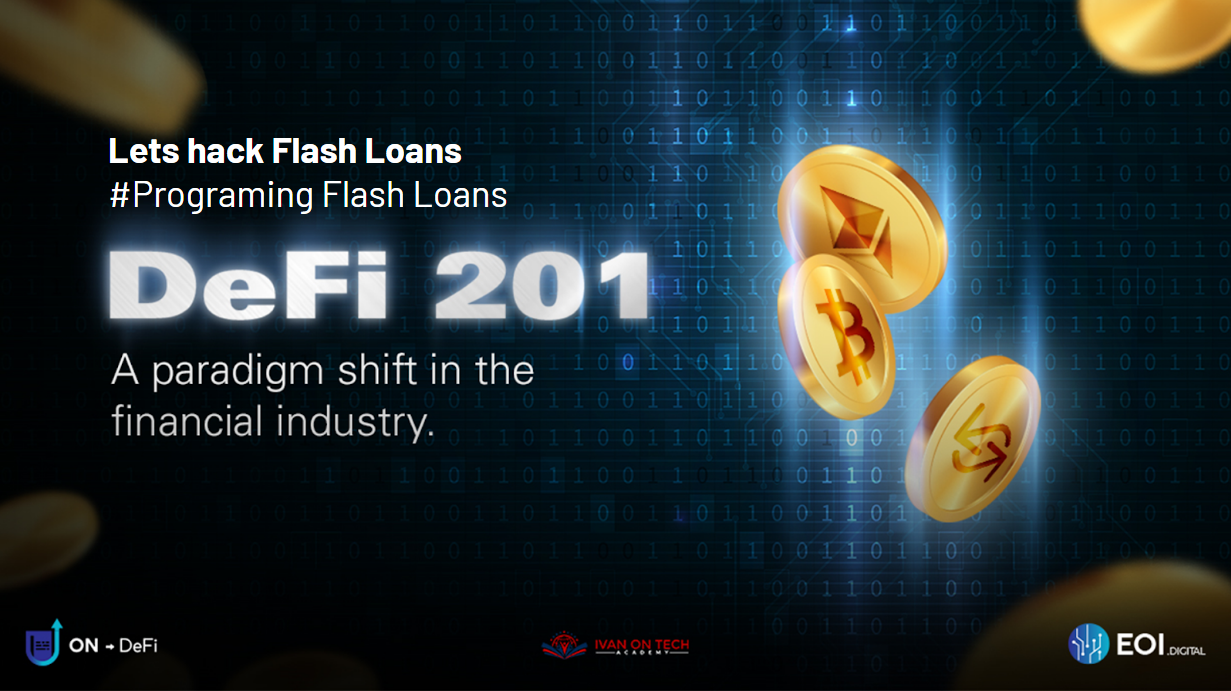 Lets hack Flash Loans
#Programing Flash Loans
DeFi 201
A paradigm shift in the
financial industry.
ON → DeFi
IVAN ON TECH
ACADEMY
EOI.DIGITAL